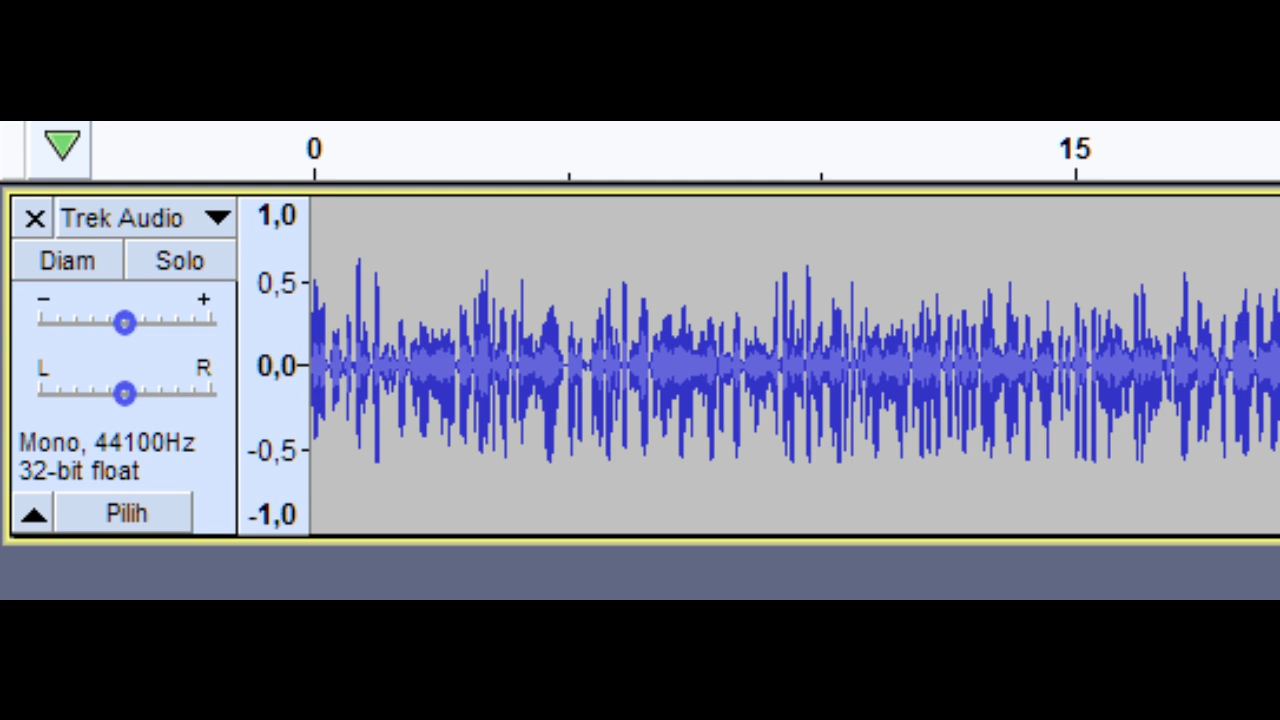 0 15
X Trek Audio
Diam Solo
- +
L R
Mono, 44100Hz
32-bit float
Pilih
1,0
0,5
0,0
-0,5
-1,0